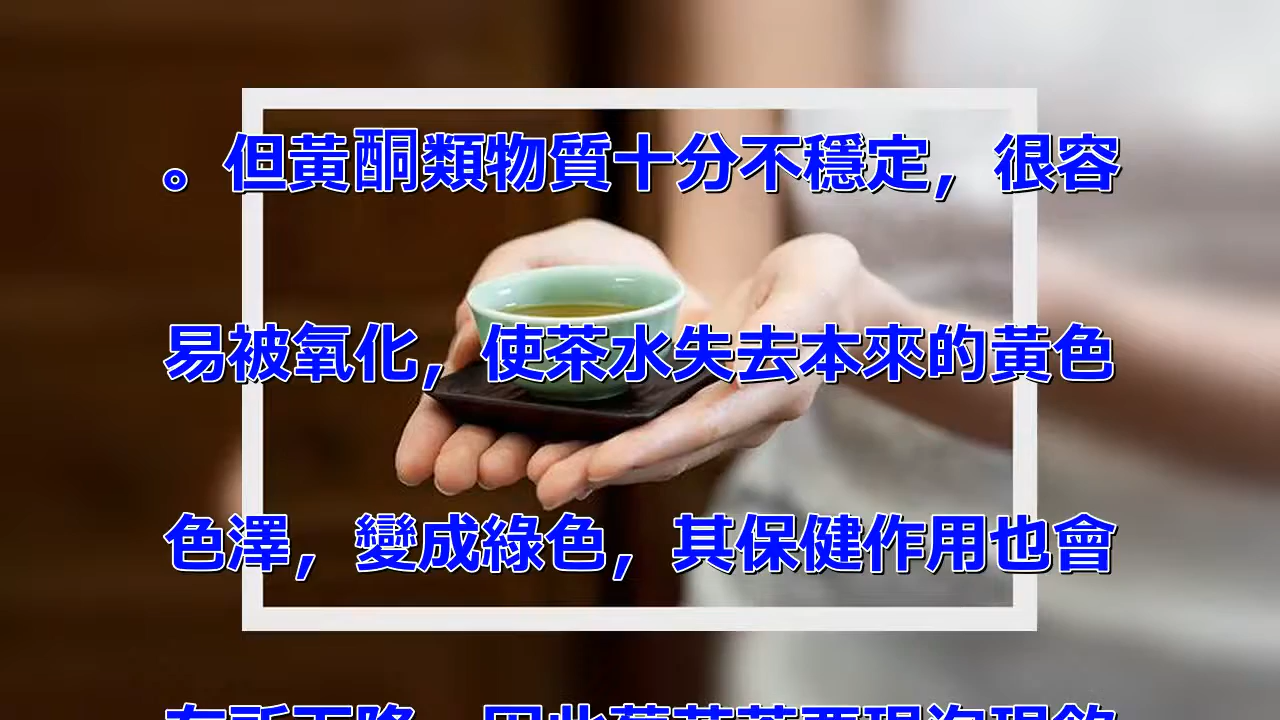 。但黃酮類物質十分不穩定，很容
易被氧化，使茶水失去本來的黃色
色澤，變成綠色，其保健作用也會